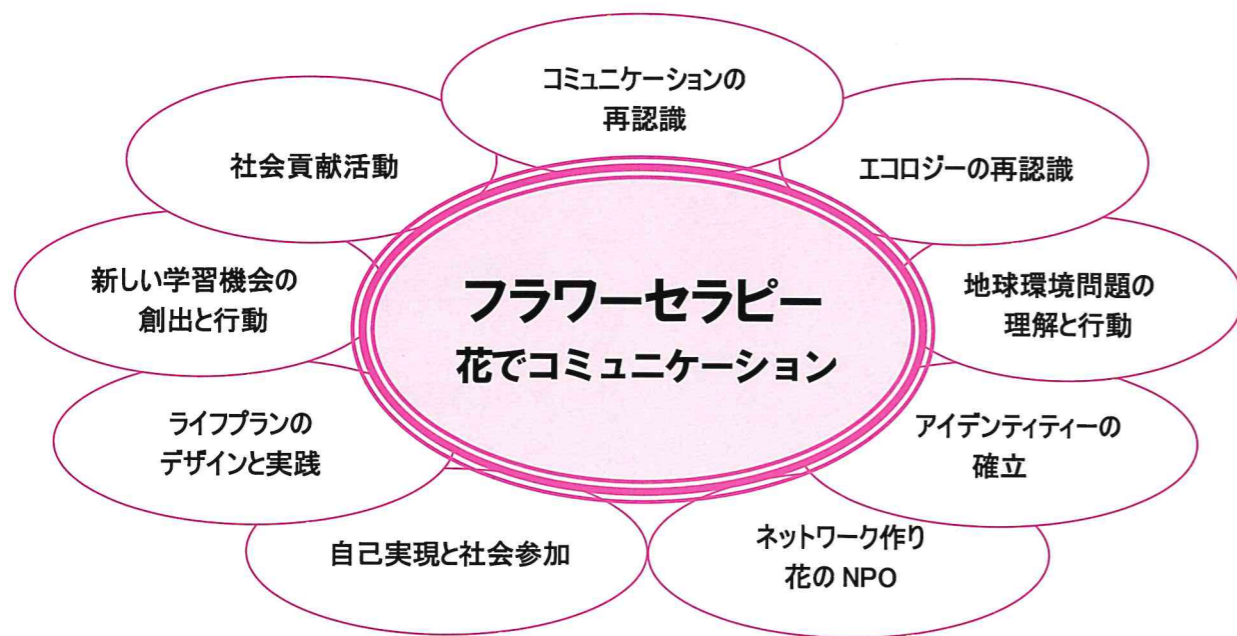 コミュニケーションの
再認識
エコロジーの再認識
地球環境問題の
理解と行動
アイデンティティーの
確立
ネットワーク作り
花の NPO
自己実現と社会参加
ライフプランの
デザインと実践
新しい学習機会の
創出と行動
社会貢献活動
フラワーセラピー
花でコミュニケーション